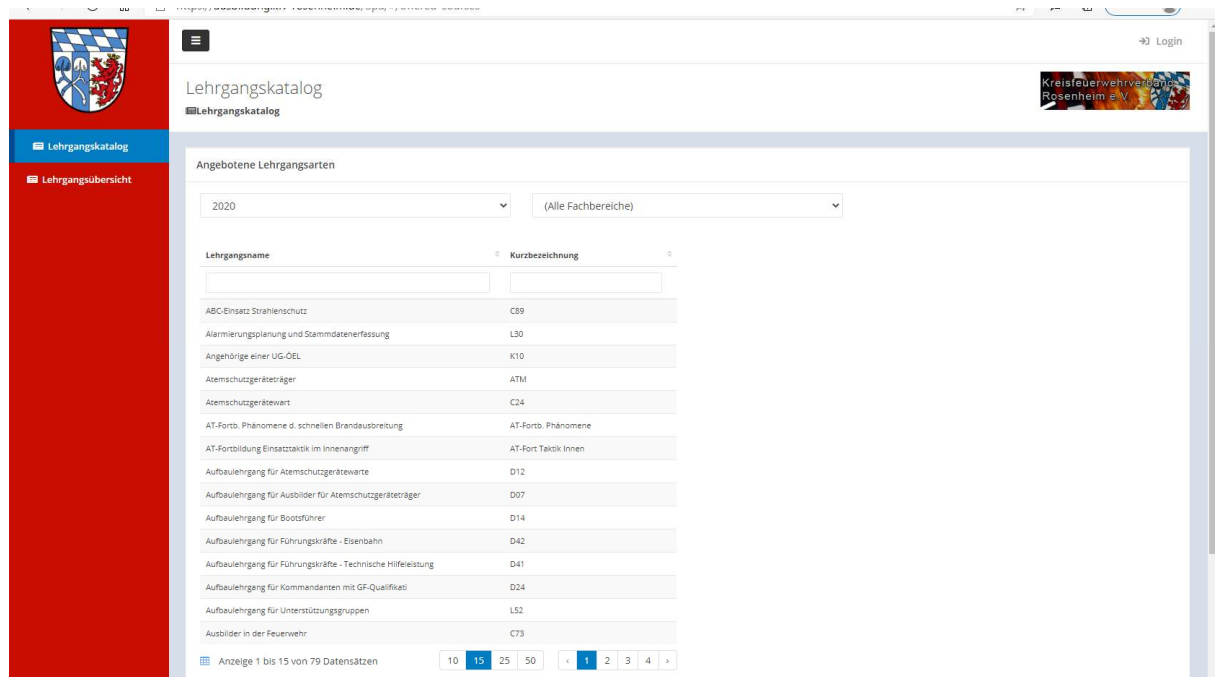 Login
Lehrgangskatalog
Lehrgangskatalog
Kreisfeuerwehrverband
Rosenheim e.V.
Lehrgangskatalog
Lehrgangsübersicht
Angebotene Lehrgangsarten
2020 (Alle Fachbereiche)
Lehrgangsname Kurzbezeichnung
ABC-Einsatz Strahlenschutz C89
Alarmierungsplanung und Stammdatenerfassung L30
Angehörige einer UG-ÖEL K10
Atemschutzgeräteträger ATM
Atemschutzgerätewart C24
AT-Fortb. Phänomene d. schnellen Brandausbreitung AT-Fortb. Phänomene
AT-Fortbildung Einsatztaktik im Innenangriff AT-Fort Taktik Innen
Aufbaulehrgang für Atemschutzgerätewarte D12
Aufbaulehrgang für Ausbilder für Atemschutzgeräteträger D07
Aufbaulehrgang für Bootsführer D14
Aufbaulehrgang für Führungskräfte - Eisenbahn D42
Aufbaulehrgang für Führungskräfte - Technische Hilfeleistung D41
Aufbaulehrgang für Kommandanten mit GF-Qualifikati D24
Aufbaulehrgang für Unterstützungsgruppen L52
Ausbilder in der Feuerwehr C73
Anzeige 1 bis 15 von 79 Datensätzen 10 15 25 50 ‹ 1 2 3 4 ›